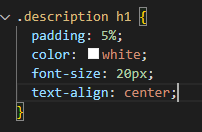 .description h1 {
padding: 5%;
color: white;
font-size: 20px;
text-align: center;
}